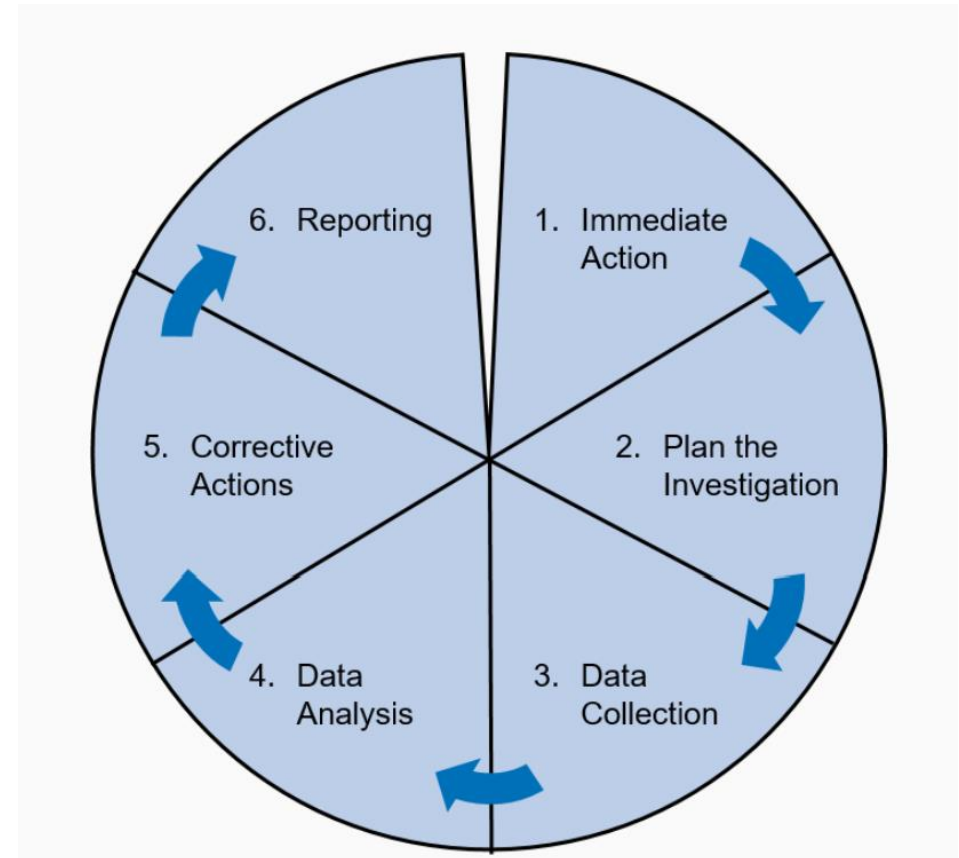 1. Immediate
Action
2. Plan the
Investigation
3. Data
Collection
4. Data
Analysis
5. Corrective
Actions
6. Reporting